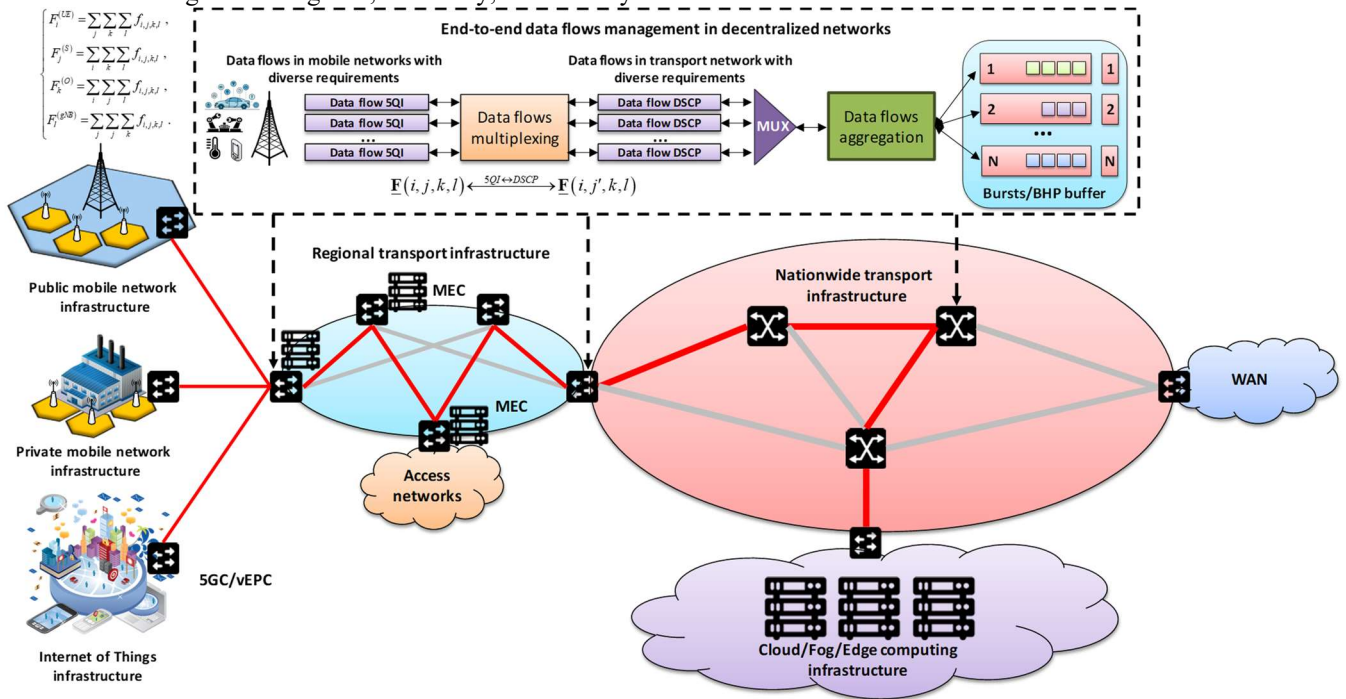 F_i^{(UE)} = ∑_j ∑_k ∑_l f_{i,j,k,l} ,
F_j^{(S)} = ∑_i ∑_k ∑_l f_{i,j,k,l} ,
F_k^{(O)} = ∑_i ∑_j ∑_l f_{i,j,k,l} ,
F_l^{(gNB)} = ∑_i ∑_j ∑_k f_{i,j,k,l} .
End-to-end data flows management in decentralized networks
Data flows in mobile networks with
diverse requirements
Data flows in transport network with
diverse requirements
Data flow 5QI
Data flow 5QI
...
Data flow 5QI
Data flows
multiplexing
Data flow DSCP
Data flow DSCP
...
Data flow DSCP
MUX
Data flows
aggregation
1
1
2
2
...
N
N
Bursts/BHP buffer
F(i, j, k, l) ⟷ 5QI↔DSCP F(i, j′, k, l)
Public mobile network
infrastructure
Private mobile network
infrastructure
Internet of Things
infrastructure
5GC/vEPC
Regional transport infrastructure
MEC
MEC
Access
networks
Nationwide transport
infrastructure
WAN
Cloud/Fog/Edge computing
infrastructure